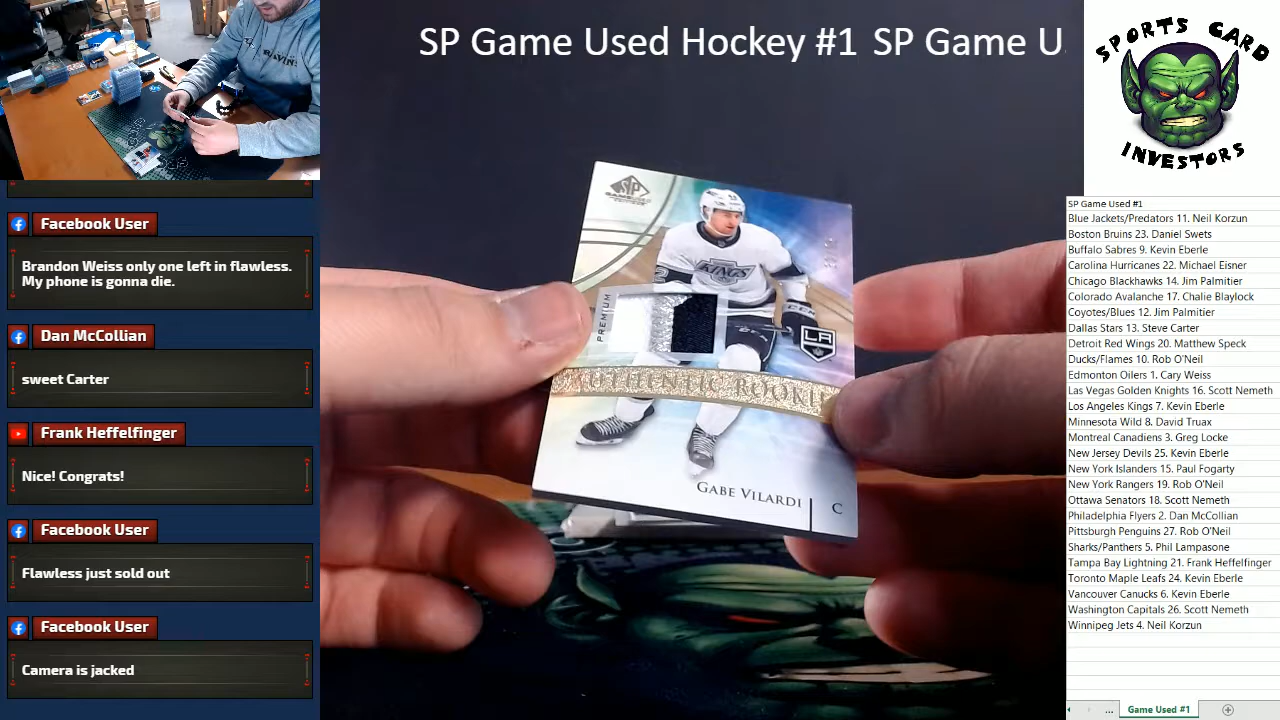 SP Game Used Hockey #1 SP Game U
SPORTS CARD
INVESTORS
Facebook User
Brandon Weiss only one left in flawless.
My phone is gonna die.
Dan McCollian
sweet Carter
Frank Heffelfinger
Nice! Congrats!
Facebook User
Flawless just sold out
Facebook User
Camera is jacked
SP
GAME USED
KINGS
PREMIUM
LA
AUTHENTIC ROOKIE
GABE VILARDI
C
SP Game Used #1
Blue Jackets/Predators 11. Neil Korzun
Boston Bruins 23. Daniel Swets
Buffalo Sabres 9. Kevin Eberle
Carolina Hurricanes 22. Michael Eisner
Chicago Blackhawks 14. Jim Palmitier
Colorado Avalanche 17. Chalie Blaylock
Coyotes/Blues 12. Jim Palmitier
Dallas Stars 13. Steve Carter
Detroit Red Wings 20. Matthew Speck
Ducks/Flames 10. Rob O'Neil
Edmonton Oilers 1. Cary Weiss
Las Vegas Golden Knights 16. Scott Nemeth
Los Angeles Kings 7. Kevin Eberle
Minnesota Wild 8. David Truax
Montreal Canadiens 3. Greg Locke
New Jersey Devils 25. Kevin Eberle
New York Islanders 15. Paul Fogarty
New York Rangers 19. Rob O'Neil
Ottawa Senators 18. Scott Nemeth
Philadelphia Flyers 2. Dan McCollian
Pittsburgh Penguins 27. Rob O'Neil
Sharks/Panthers 5. Phil Lampasone
Tampa Bay Lightning 21. Frank Heffelfinger
Toronto Maple Leafs 24. Kevin Eberle
Vancouver Canucks 6. Kevin Eberle
Washington Capitals 26. Scott Nemeth
Winnipeg Jets 4. Neil Korzun
... Game Used #1